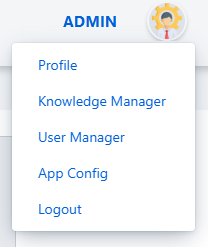 ADMIN
Profile
Knowledge Manager
User Manager
App Config
Logout